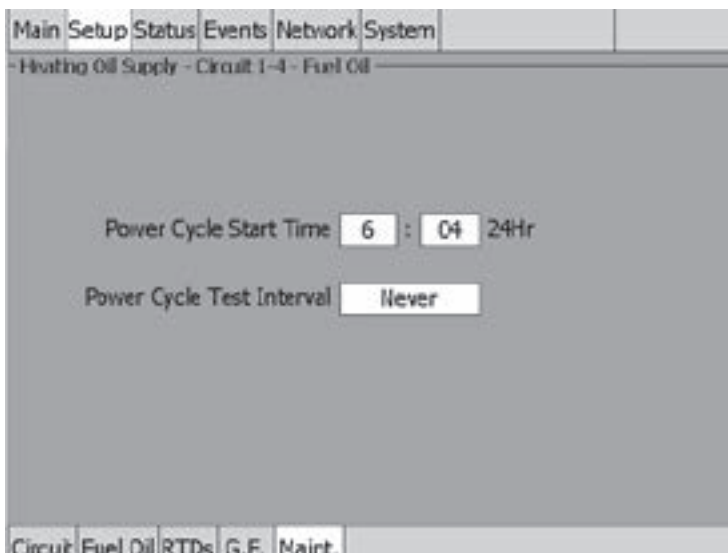 Main Setup Status Events Network System
Heating Oil Supply - Circuit 1-4 - Fuel Oil
Power Cycle Start Time 6 : 04 24Hr
Power Cycle Test Interval Never
Circuit Fuel Oil RTDs G.F. Maint.